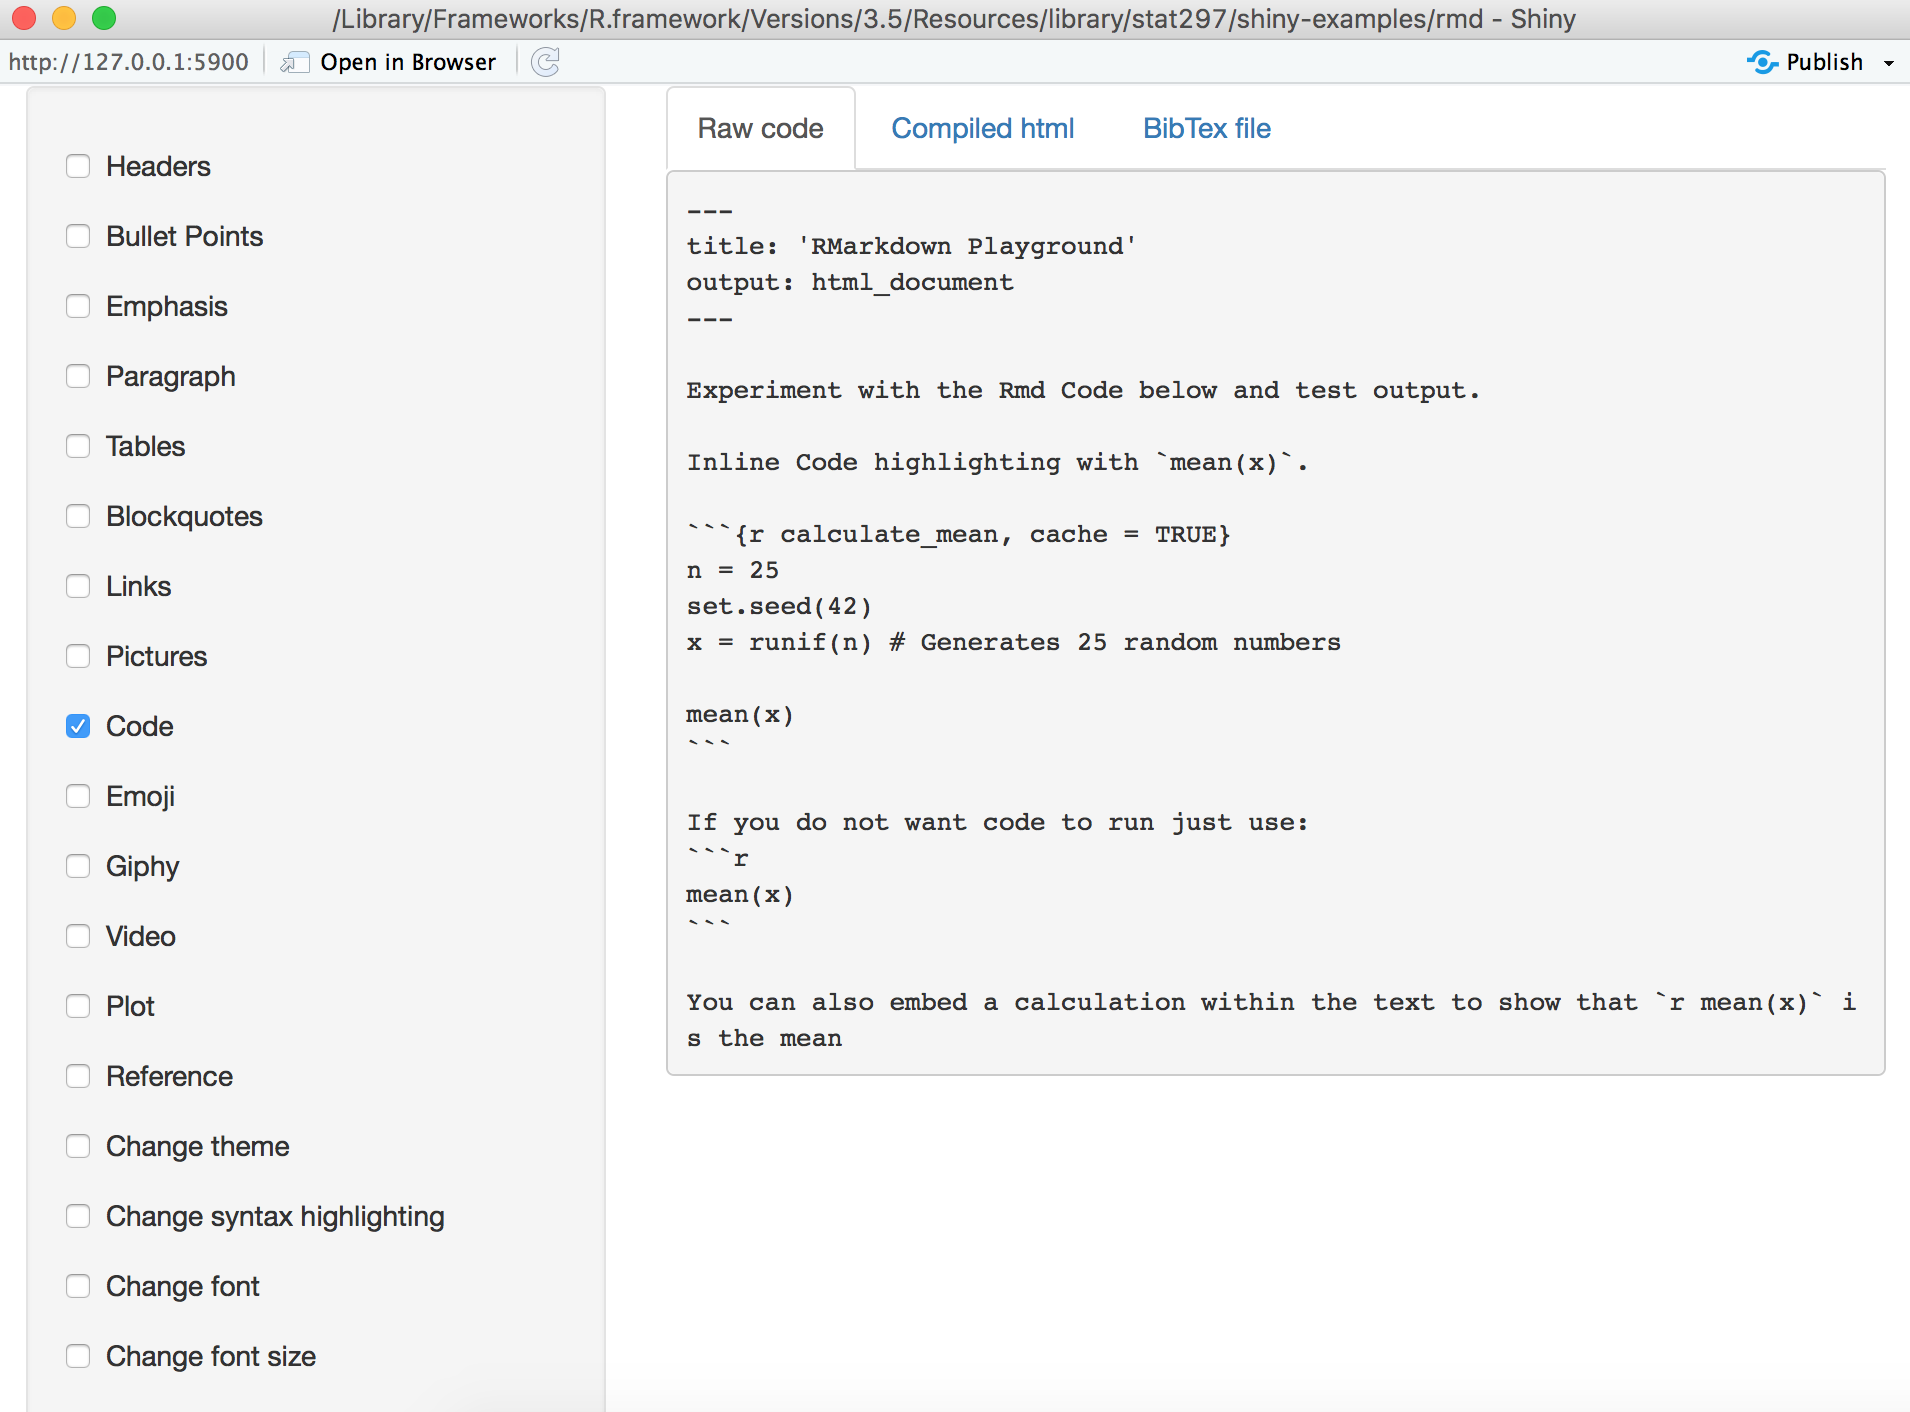 /Library/Frameworks/R.framework/Versions/3.5/Resources/library/stat297/shiny-examples/rmd - Shiny
http://127.0.0.1:5900 Open in Browser Publish
Headers
Bullet Points
Emphasis
Paragraph
Tables
Blockquotes
Links
Pictures
Code
Emoji
Giphy
Video
Plot
Reference
Change theme
Change syntax highlighting
Change font
Change font size
Raw code Compiled html BibTex file
---
title: 'RMarkdown Playground'
output: html_document
---
Experiment with the Rmd Code below and test output.
Inline Code highlighting with `mean(x)`.
```{r calculate_mean, cache = TRUE}
n = 25
set.seed(42)
x = runif(n) # Generates 25 random numbers
mean(x)
```
If you do not want code to run just use:
```r
mean(x)
```
You can also embed a calculation within the text to show that `r mean(x)` i
s the mean